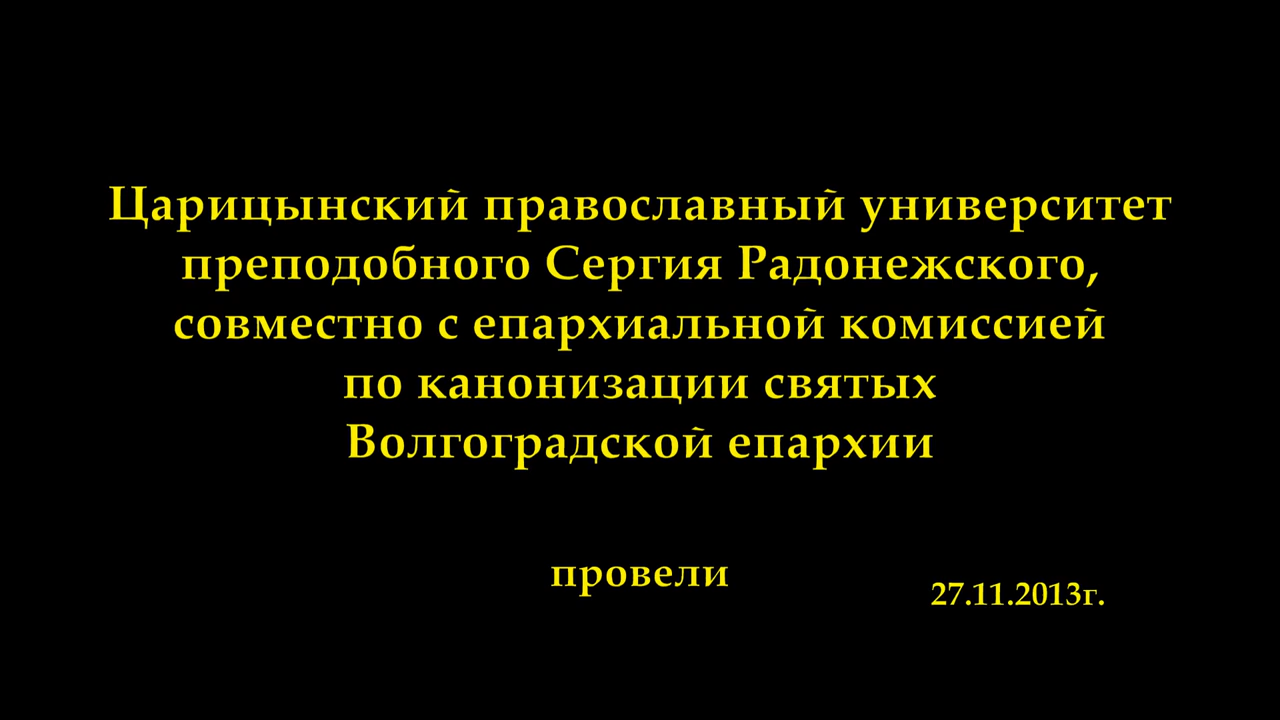 Царицынский православный университет
преподобного Сергия Радонежского,
совместно с епархиальной комиссией
по канонизации святых
Волгоградской епархии
провели
27.11.2013г.